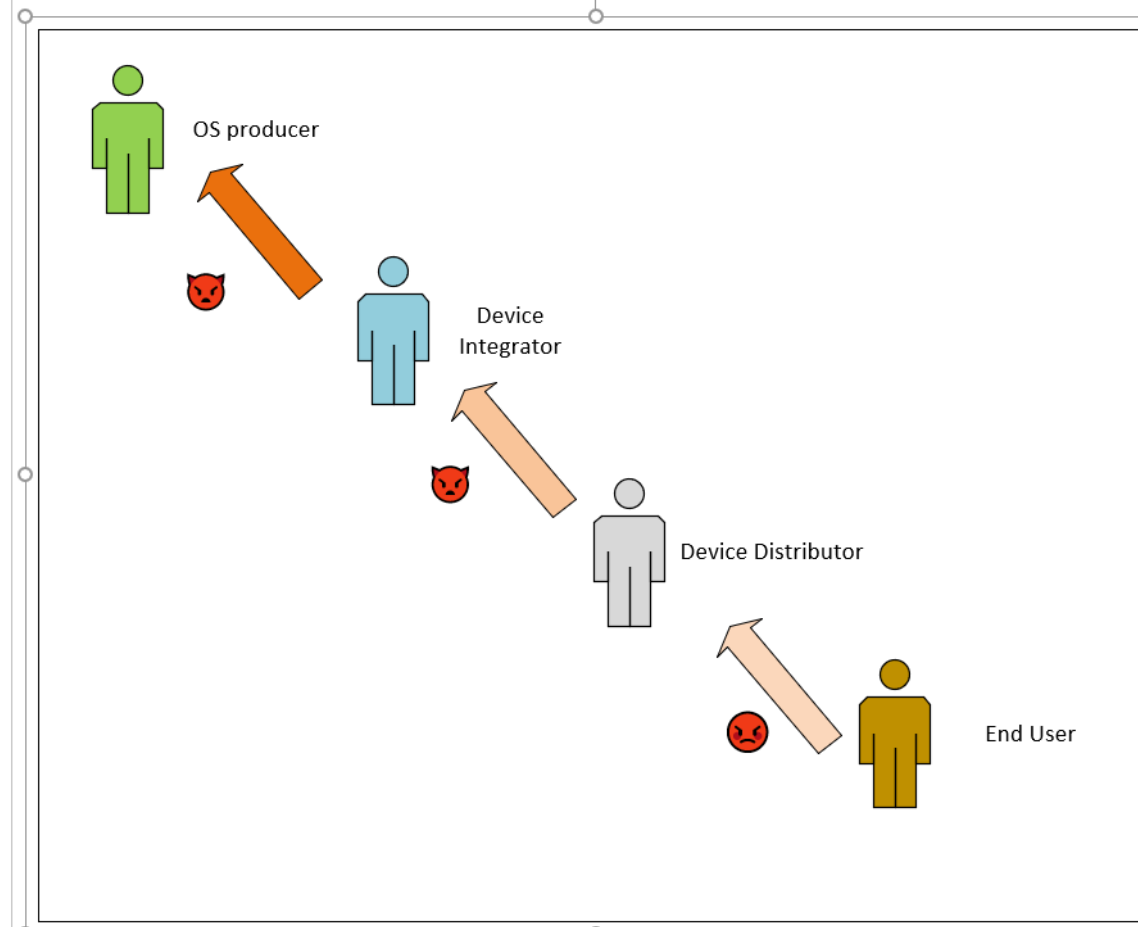 OS producer
Device
Integrator
Device Distributor
End User